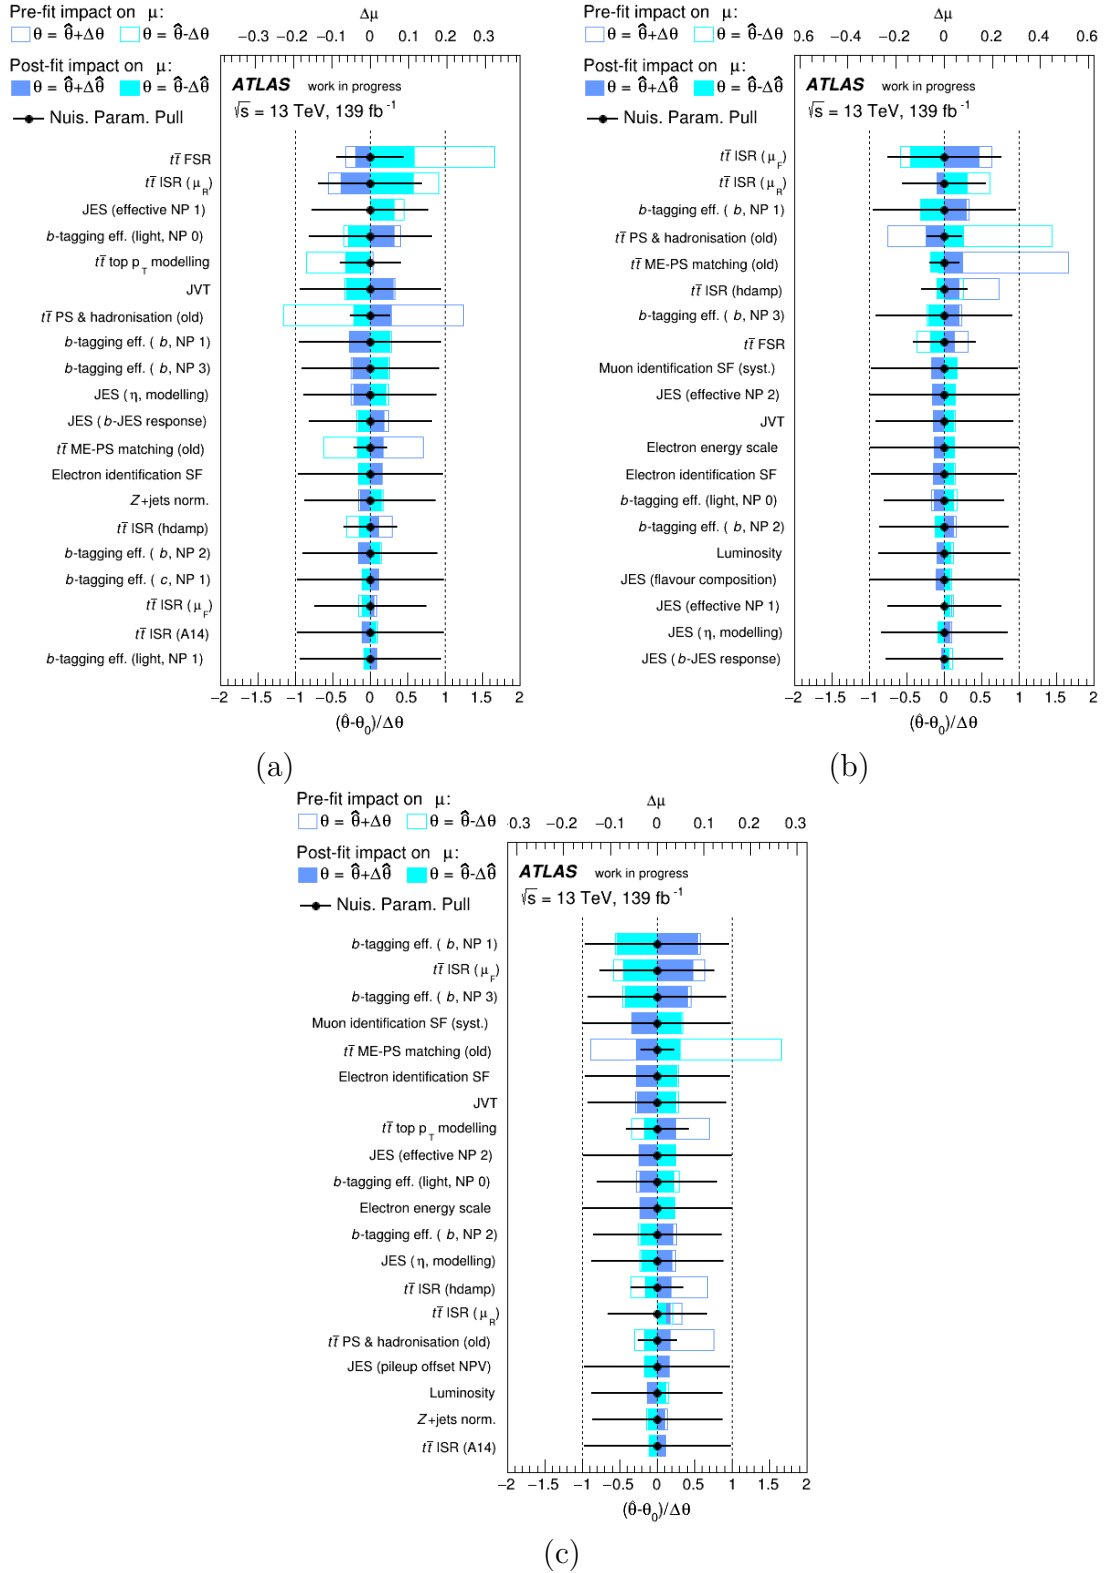 Pre-fit impact on μ:
θ = θ̂+Δθ θ = θ̂-Δθ
Post-fit impact on μ:
θ = θ̂+Δθ̂ θ = θ̂-Δθ̂
Nuis. Param. Pull
Δμ
−0.3 −0.2 −0.1 0 0.1 0.2 0.3
ATLAS work in progress
√s = 13 TeV, 139 fb⁻¹
tt̄ FSR
tt̄ ISR (μ_R)
JES (effective NP 1)
b-tagging eff. (light, NP 0)
tt̄ top p_T modelling
JVT
tt̄ PS & hadronisation (old)
b-tagging eff. ( b, NP 1)
b-tagging eff. ( b, NP 3)
JES (η, modelling)
JES (b-JES response)
tt̄ ME-PS matching (old)
Electron identification SF
Z+jets norm.
tt̄ ISR (hdamp)
b-tagging eff. ( b, NP 2)
b-tagging eff. ( c, NP 1)
tt̄ ISR (μ_F)
tt̄ ISR (A14)
b-tagging eff. (light, NP 1)
−2 −1.5 −1 −0.5 0 0.5 1 1.5 2
(θ̂-θ₀)/Δθ
(a)
Pre-fit impact on μ:
θ = θ̂+Δθ θ = θ̂-Δθ
Post-fit impact on μ:
θ = θ̂+Δθ̂ θ = θ̂-Δθ̂
Nuis. Param. Pull
Δμ
0.6 −0.4 −0.2 0 0.2 0.4 0.6
ATLAS work in progress
√s = 13 TeV, 139 fb⁻¹
tt̄ ISR (μ_F)
tt̄ ISR (μ_R)
b-tagging eff. ( b, NP 1)
tt̄ PS & hadronisation (old)
tt̄ ME-PS matching (old)
tt̄ ISR (hdamp)
b-tagging eff. ( b, NP 3)
tt̄ FSR
Muon identification SF (syst.)
JES (effective NP 2)
JVT
Electron energy scale
Electron identification SF
b-tagging eff. (light, NP 0)
b-tagging eff. ( b, NP 2)
Luminosity
JES (flavour composition)
JES (effective NP 1)
JES (η, modelling)
JES (b-JES response)
−2 −1.5 −1 −0.5 0 0.5 1 1.5 2
(θ̂-θ₀)/Δθ
(b)
Pre-fit impact on μ:
θ = θ̂+Δθ θ = θ̂-Δθ
Post-fit impact on μ:
θ = θ̂+Δθ̂ θ = θ̂-Δθ̂
Nuis. Param. Pull
Δμ
-0.3 −0.2 −0.1 0 0.1 0.2 0.3
ATLAS work in progress
√s = 13 TeV, 139 fb⁻¹
b-tagging eff. ( b, NP 1)
tt̄ ISR (μ_F)
b-tagging eff. ( b, NP 3)
Muon identification SF (syst.)
tt̄ ME-PS matching (old)
Electron identification SF
JVT
tt̄ top p_T modelling
JES (effective NP 2)
b-tagging eff. (light, NP 0)
Electron energy scale
b-tagging eff. ( b, NP 2)
JES (η, modelling)
tt̄ ISR (hdamp)
tt̄ ISR (μ_R)
tt̄ PS & hadronisation (old)
JES (pileup offset NPV)
Luminosity
Z+jets norm.
tt̄ ISR (A14)
−2 −1.5 −1 −0.5 0 0.5 1 1.5 2
(θ̂-θ₀)/Δθ
(c)